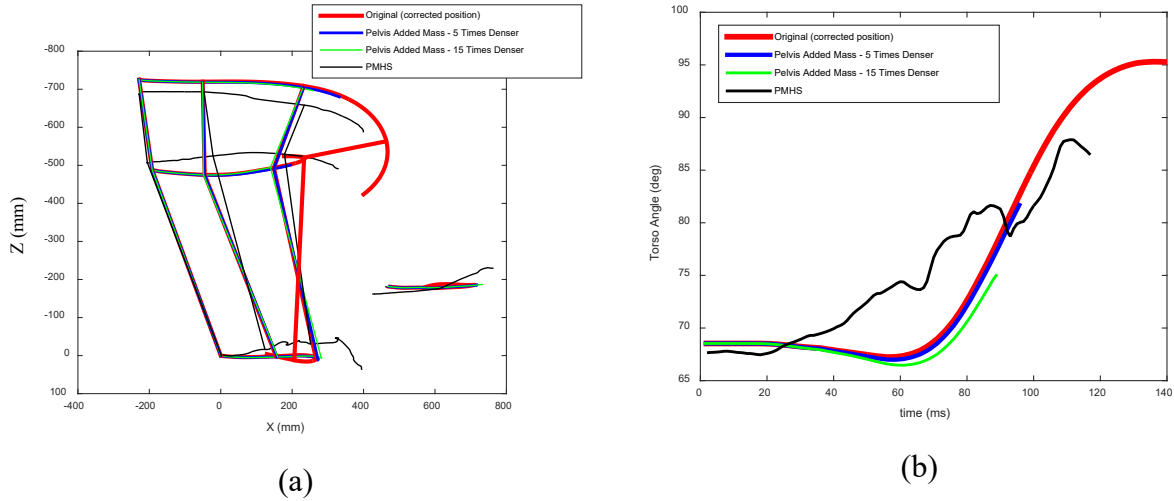 Original (corrected position)
Pelvis Added Mass - 5 Times Denser
Pelvis Added Mass - 15 Times Denser
PMHS
-800
-700
-600
-500
-400
-300
-200
-100
0
100
Z (mm)
-400
-200
0
200
400
600
800
X (mm)
(a)
Original (corrected position)
Pelvis Added Mass - 5 Times Denser
Pelvis Added Mass - 15 Times Denser
PMHS
100
95
90
85
80
75
70
65
Torso Angle (deg)
0
20
40
60
80
100
120
140
time (ms)
(b)